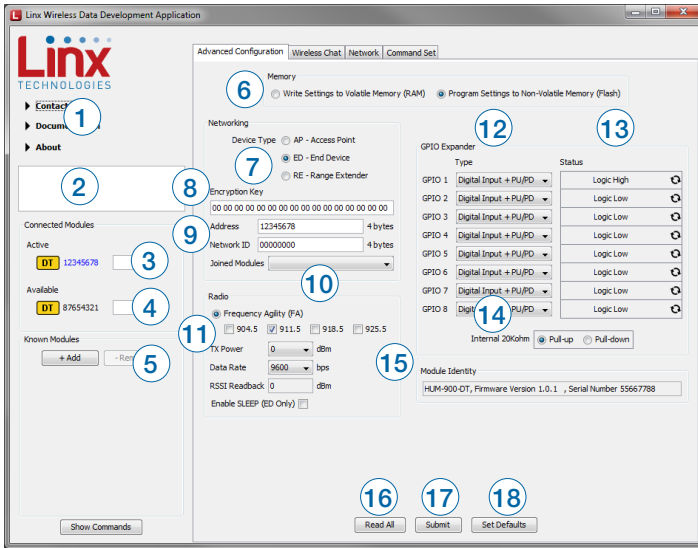 Linx Wireless Data Development Application
Linx
TECHNOLOGIES
Contact
1
About
2
Connected Modules
Active
DT 12345678 3
Available
DT 87654321 4
Known Modules
+ Add 5
Show Commands
Advanced Configuration Wireless Chat Network Command Set
Memory
6 Write Settings to Volatile Memory (RAM) Program Settings to Non-Volatile Memory (Flash)
Networking
Device Type AP - Access Point
7 ED - End Device
RE - Range Extender
8 Encryption Key
00 00 00 00 00 00 00 00 00 00 00 00 00 00 00 00
9 Address 12345678 4 bytes
Network ID 00000000 4 bytes
Joined Modules
10
Radio
Frequency Agility (FA)
11 904.5 911.5 918.5 925.5
TX Power 0 dBm
Data Rate 9600 bps
RSSI Readback 0 dBm
Enable SLEEP (ED Only)
12 13
GPIO Expander
Type Status
GPIO 1 Digital Input + PU/PD Logic High
GPIO 2 Digital Input + PU/PD Logic Low
GPIO 3 Digital Input + PU/PD Logic Low
GPIO 4 Digital Input + PU/PD Logic Low
GPIO 5 Digital Input + PU/PD Logic Low
GPIO 6 Digital Input + PU/PD Logic Low
GPIO 7 Digital Input + PU/PD Logic Low
GPIO 8 PU/PD Logic Low
14
Internal 20Kohm Pull-up Pull-down
15
Module Identity
HUM-900-DT, Firmware Version 1.0.1 , Serial Number 55667788
16 17 18
Read All Submit Set Defaults